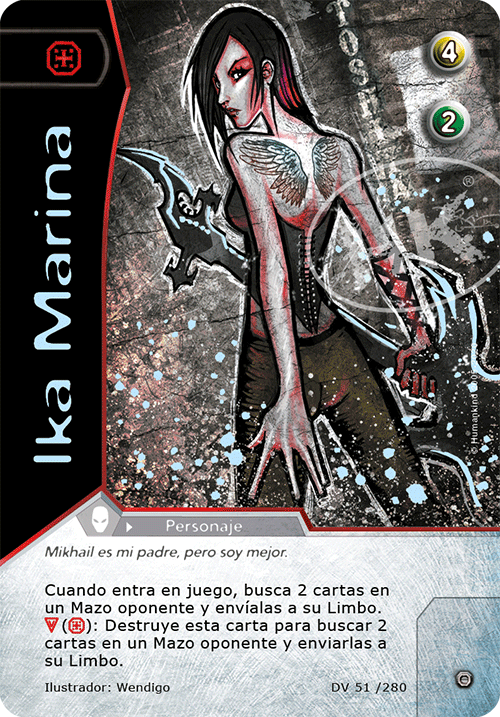 Ika Marina
4
2
Humankind
Personaje
Mikhail es mi padre, pero soy mejor.
Cuando entra en juego, busca 2 cartas en
un Mazo oponente y envíalas a su Limbo.
(): Destruye esta carta para buscar 2
cartas en un Mazo oponente y enviarlas a
su Limbo.
Ilustrador: Wendigo
DV 51 /280